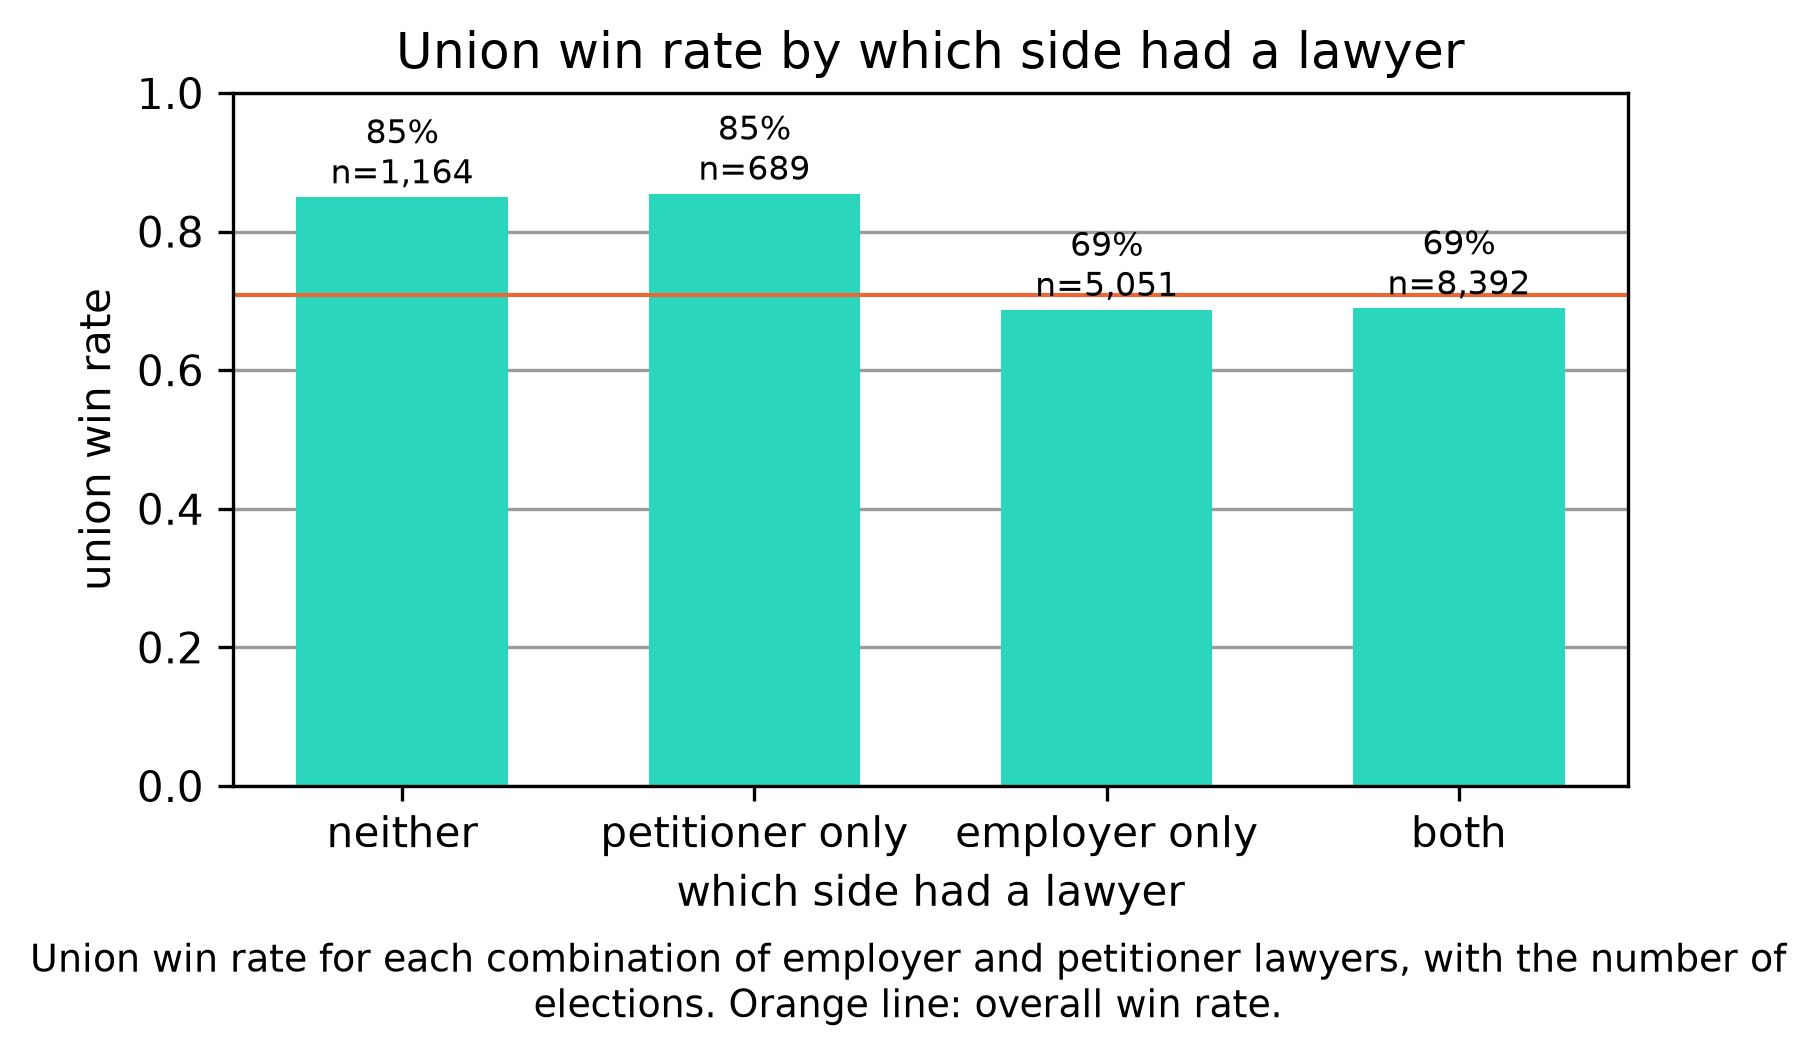 Union win rate by which side had a lawyer
1.0
0.8
0.6
0.4
0.2
0.0
union win rate
85%
n=1,164
85%
n=689
69%
n=5,051
69%
n=8,392
neither
petitioner only
employer only
both
which side had a lawyer
Union win rate for each combination of employer and petitioner lawyers, with the number of
elections. Orange line: overall win rate.